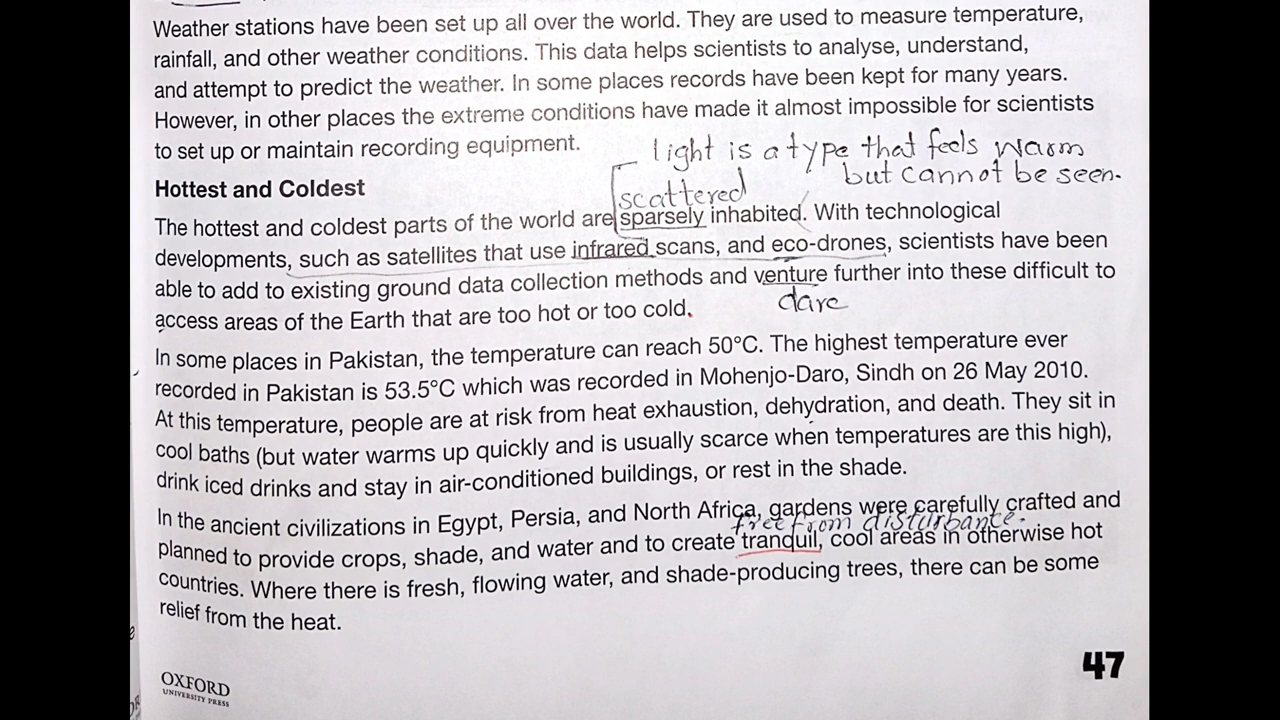 Weather stations have been set up all over the world. They are used to measure temperature,
rainfall, and other weather conditions. This data helps scientists to analyse, understand,
and attempt to predict the weather. In some places records have been kept for many years.
However, in other places the extreme conditions have made it almost impossible for scientists
to set up or maintain recording equipment.
light is a type that feels warm
but cannot be seen.
Hottest and Coldest
scattered
The hottest and coldest parts of the world are sparsely inhabited. With technological
developments, such as satellites that use infrared scans, and eco-drones, scientists have been
able to add to existing ground data collection methods and venture further into these difficult to
dare
access areas of the Earth that are too hot or too cold.
In some places in Pakistan, the temperature can reach 50°C. The highest temperature ever
recorded in Pakistan is 53.5°C which was recorded in Mohenjo-Daro, Sindh on 26 May 2010.
At this temperature, people are at risk from heat exhaustion, dehydration, and death. They sit in
cool baths (but water warms up quickly and is usually scarce when temperatures are this high),
drink iced drinks and stay in air-conditioned buildings, or rest in the shade.
In the ancient civilizations in Egypt, Persia, and North Africa, gardens were carefully crafted and
free from disturbance.
planned to provide crops, shade, and water and to create tranquil, cool areas in otherwise hot
countries. Where there is fresh, flowing water, and shade-producing trees, there can be some
relief from the heat.
47
OXFORD
UNIVERSITY PRESS